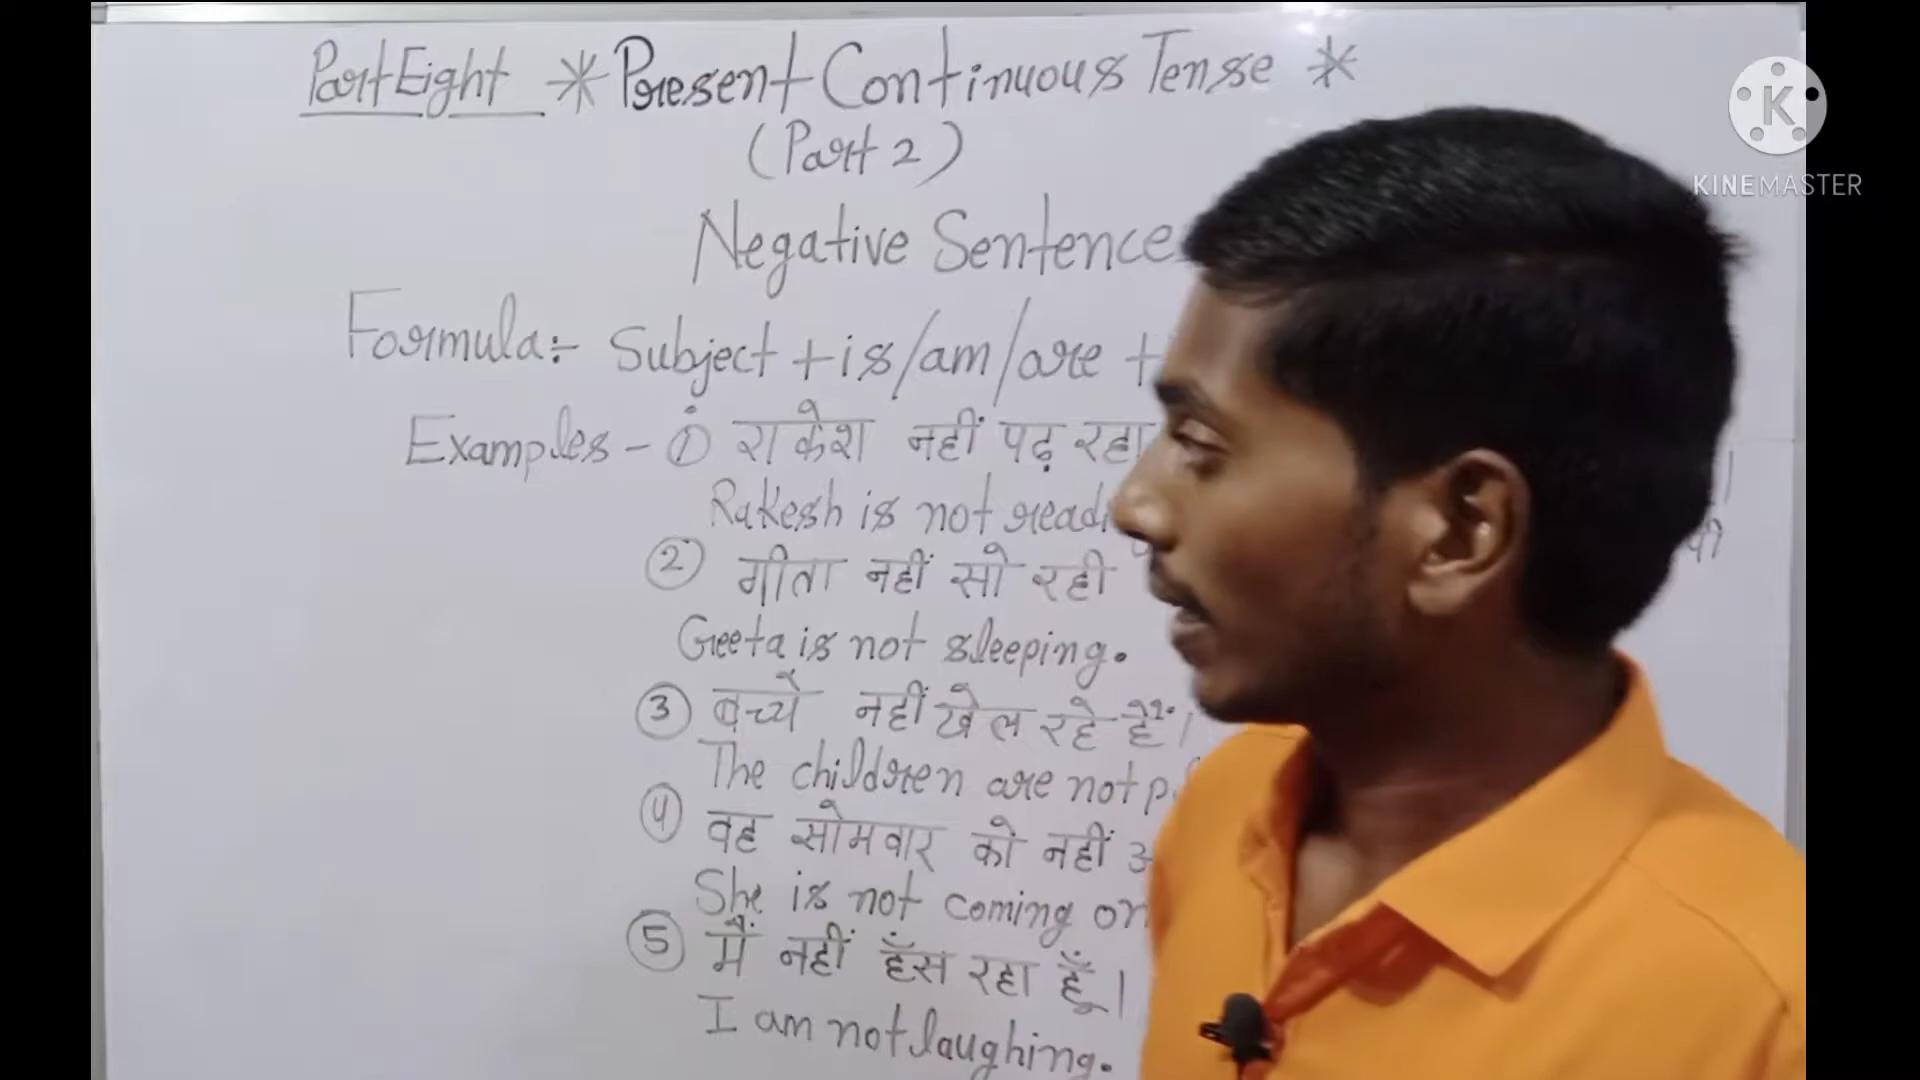 Part Eight * Present Continuous Tense *
(Part 2)
Negative Sentence
Formula:- Subject + is/am/are +
Examples - ① राकेश नहीं पढ़ रहा
Rakesh is not
② गीता नहीं सो रही
Geeta is not sleeping.
③ बच्चे नहीं खेल रहे हैं।
The children are not
④ वह सोमवार को नहीं
She is not coming on
⑤ मैं नहीं हँस रहा हूँ।
I am not laughing.
KINEMASTER